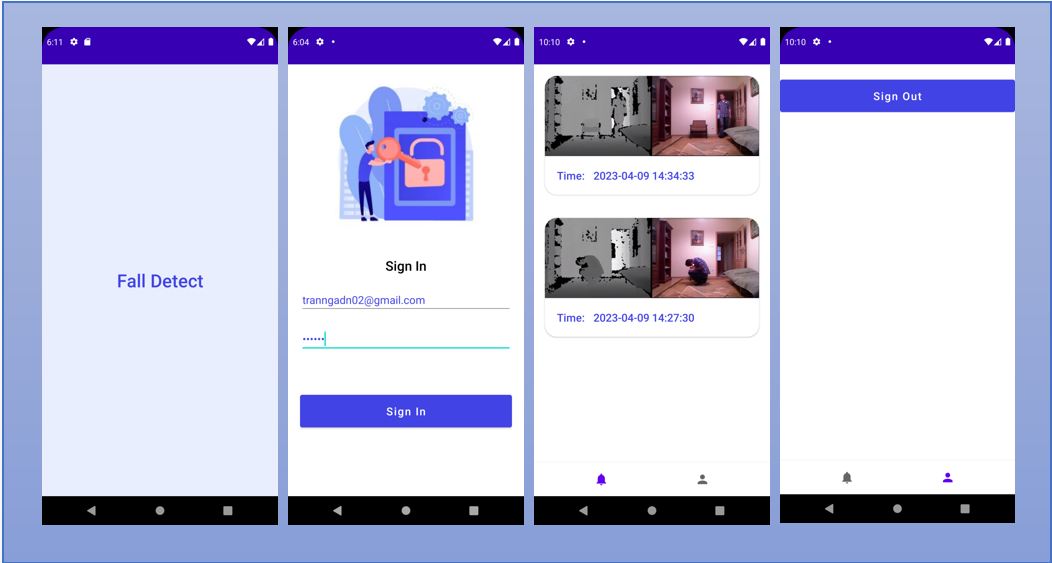 6:11
Fall Detect
6:04
Sign In
tranngadn02@gmail.com
••••••
Sign In
10:10
Time: 2023-04-09 14:34:33
Time: 2023-04-09 14:27:30
10:10
Sign Out